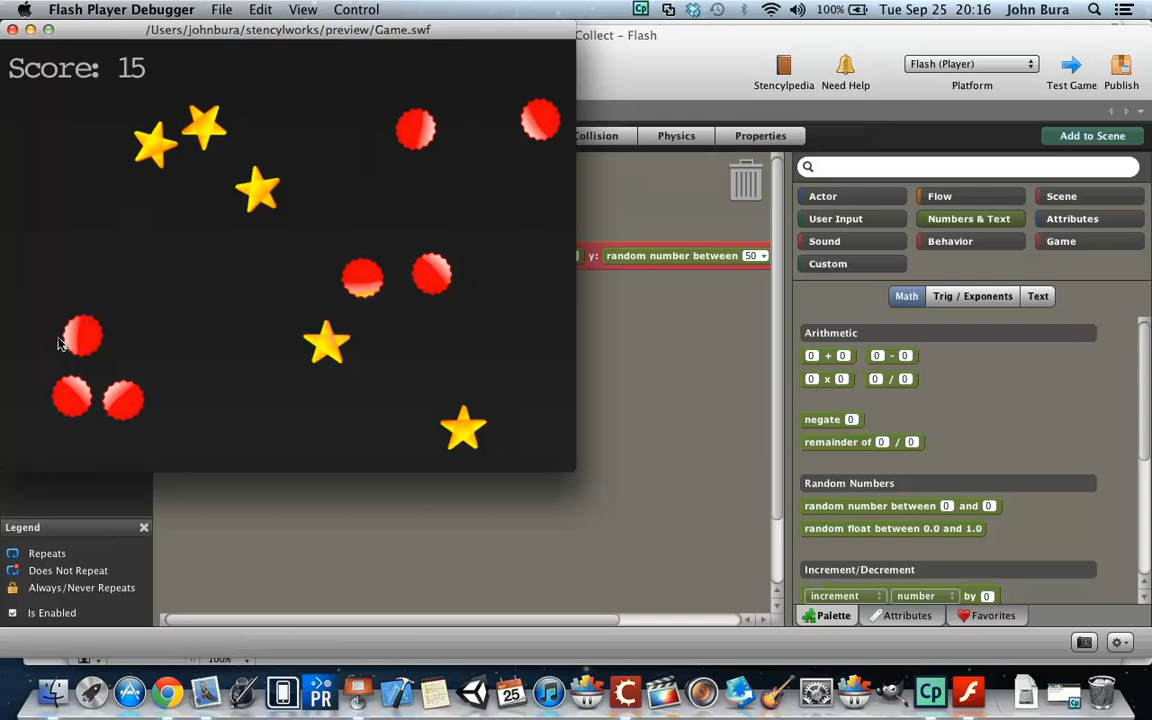 Flash Player Debugger File Edit View Control 100% Tue Sep 25 20:16 John Bura
/Users/johnbura/stencylworks/preview/Game.swf
Collect - Flash
Score: 15
Stencylpedia Need Help Flash (Player) Platform Test Game Publish
Collision Physics Properties Add to Scene
Actor Flow Scene
User Input Numbers & Text Attributes
Sound Behavior Game
Custom
y: random number between 50
Math Trig / Exponents Text
Arithmetic
0 + 0 0 - 0
0 x 0 0 / 0
negate 0
remainder of 0 / 0
Random Numbers
random number between 0 and 0
random float between 0.0 and 1.0
Increment/Decrement
increment number by 0
Palette Attributes Favorites
Legend
Repeats
Does Not Repeat
Always/Never Repeats
Is Enabled
100%
PR 25 Cp